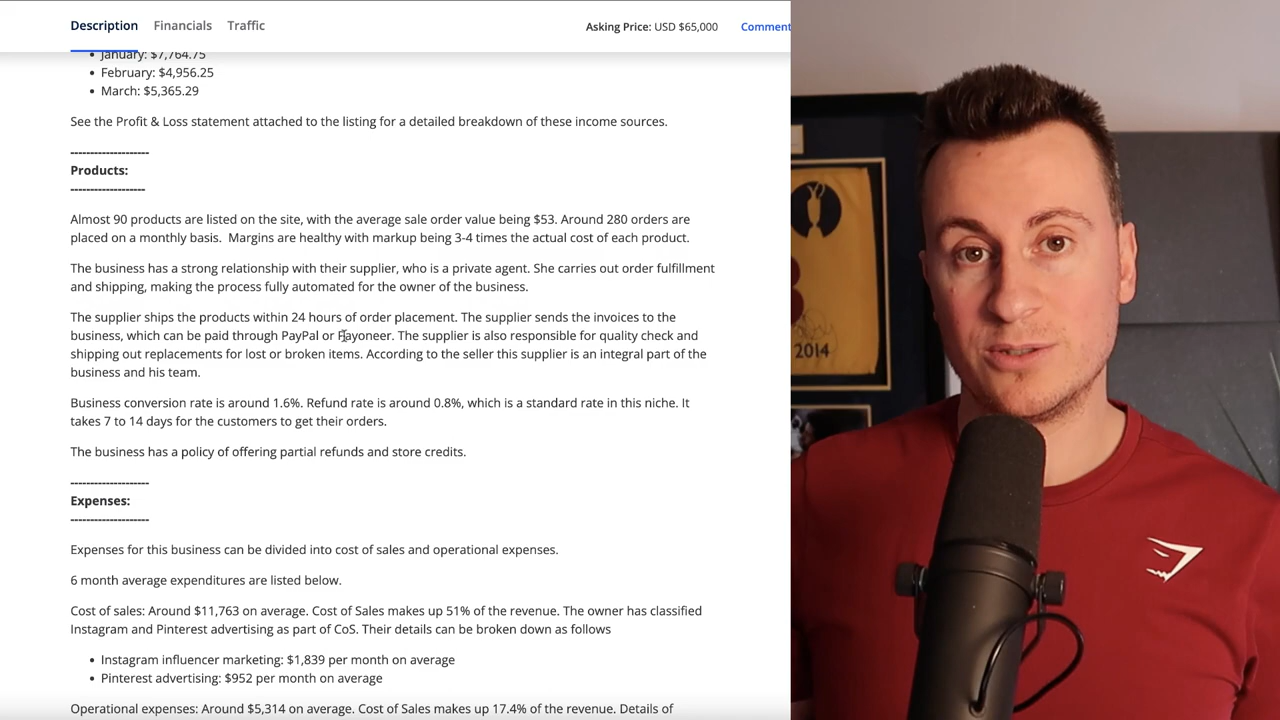 Description Financials Traffic Asking Price: USD $65,000 Comment
January: $7,764.75
• February: $4,956.25
• March: $5,365.29
See the Profit & Loss statement attached to the listing for a detailed breakdown of these income sources.
--------------------
Products:
-------------------
Almost 90 products are listed on the site, with the average sale order value being $53. Around 280 orders are
placed on a monthly basis.  Margins are healthy with markup being 3-4 times the actual cost of each product.
The business has a strong relationship with their supplier, who is a private agent. She carries out order fulfillment
and shipping, making the process fully automated for the owner of the business.
The supplier ships the products within 24 hours of order placement. The supplier sends the invoices to the
business, which can be paid through PayPal or Payoneer. The supplier is also responsible for quality check and
shipping out replacements for lost or broken items. According to the seller this supplier is an integral part of the
business and his team.
Business conversion rate is around 1.6%. Refund rate is around 0.8%, which is a standard rate in this niche. It
takes 7 to 14 days for the customers to get their orders.
The business has a policy of offering partial refunds and store credits.
--------------------
Expenses:
--------------------
Expenses for this business can be divided into cost of sales and operational expenses.
6 month average expenditures are listed below.
Cost of sales: Around $11,763 on average. Cost of Sales makes up 51% of the revenue. The owner has classified
Instagram and Pinterest advertising as part of CoS. Their details can be broken down as follows
• Instagram influencer marketing: $1,839 per month on average
• Pinterest advertising: $952 per month on average
Operational expenses: Around $5,314 on average. Cost of Sales makes up 17.4% of the revenue. Details of
2014